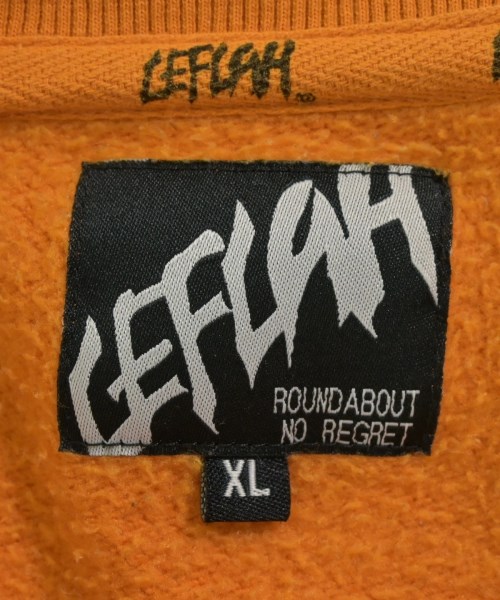 LEFLAH
LEFLAH
ROUNDABOUT
NO REGRET
XL